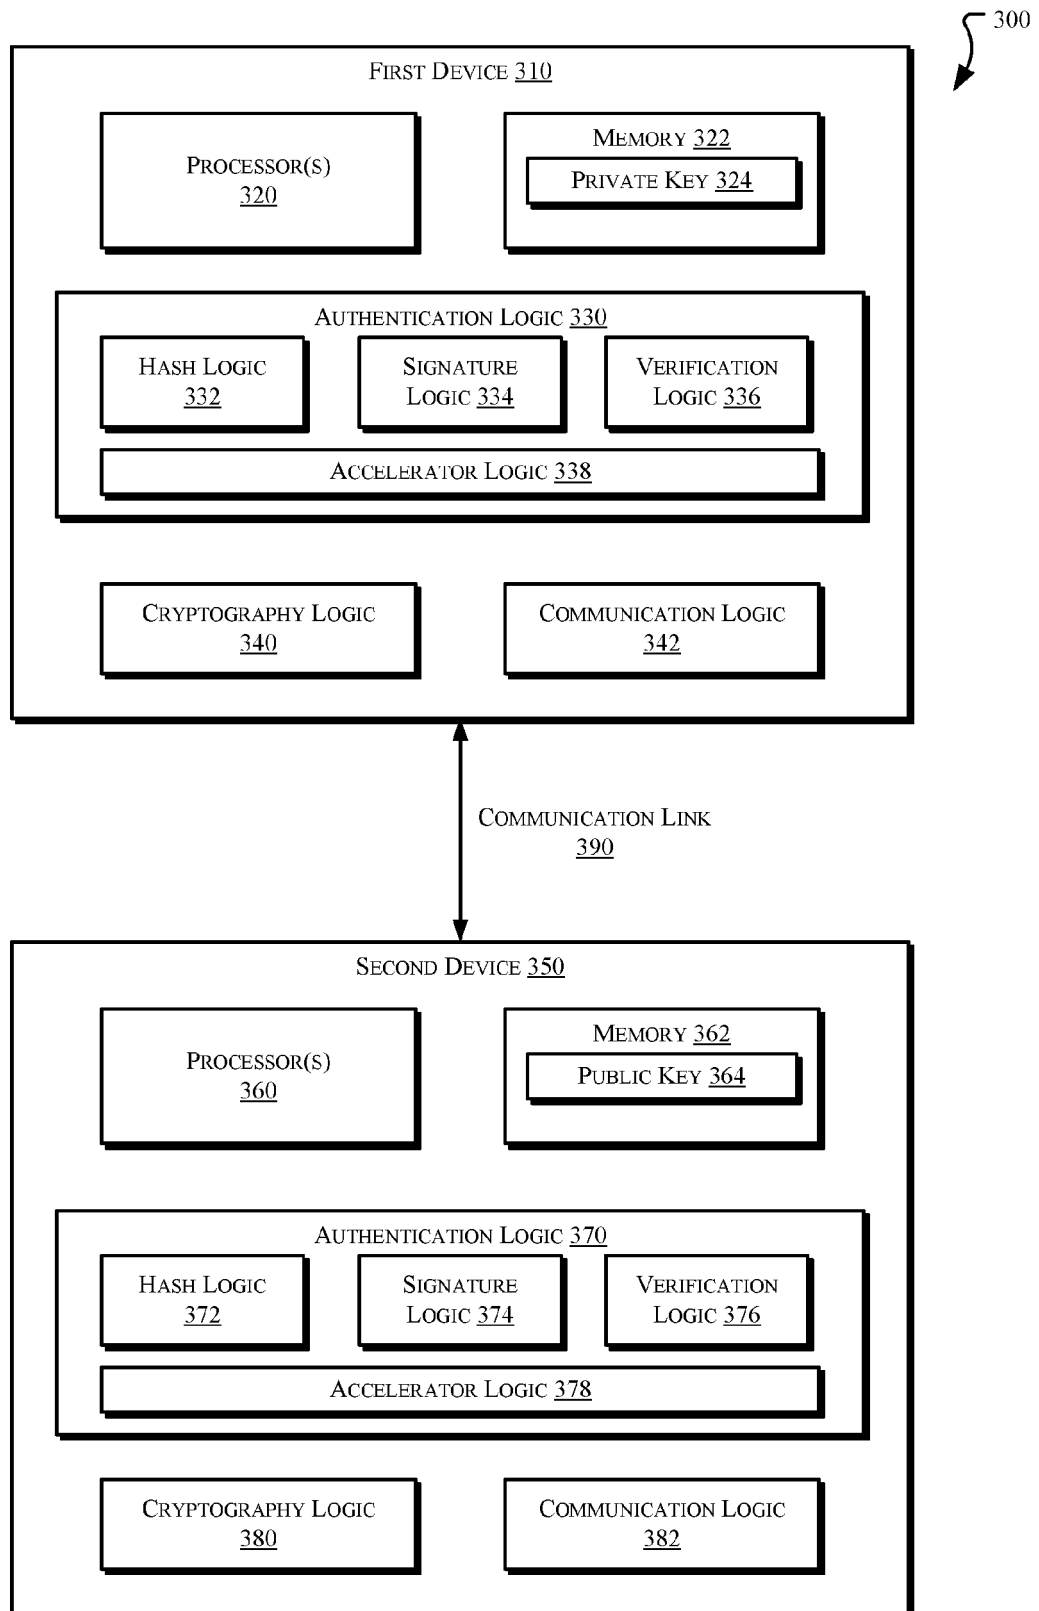 300
FIRST DEVICE 310
PROCESSOR(S)
320
MEMORY 322
PRIVATE KEY 324
AUTHENTICATION LOGIC 330
HASH LOGIC
332
SIGNATURE
LOGIC 334
VERIFICATION
LOGIC 336
ACCELERATOR LOGIC 338
CRYPTOGRAPHY LOGIC
340
COMMUNICATION LOGIC
342
COMMUNICATION LINK
390
SECOND DEVICE 350
PROCESSOR(S)
360
MEMORY 362
PUBLIC KEY 364
AUTHENTICATION LOGIC 370
HASH LOGIC
372
SIGNATURE
LOGIC 374
VERIFICATION
LOGIC 376
ACCELERATOR LOGIC 378
CRYPTOGRAPHY LOGIC
380
COMMUNICATION LOGIC
382